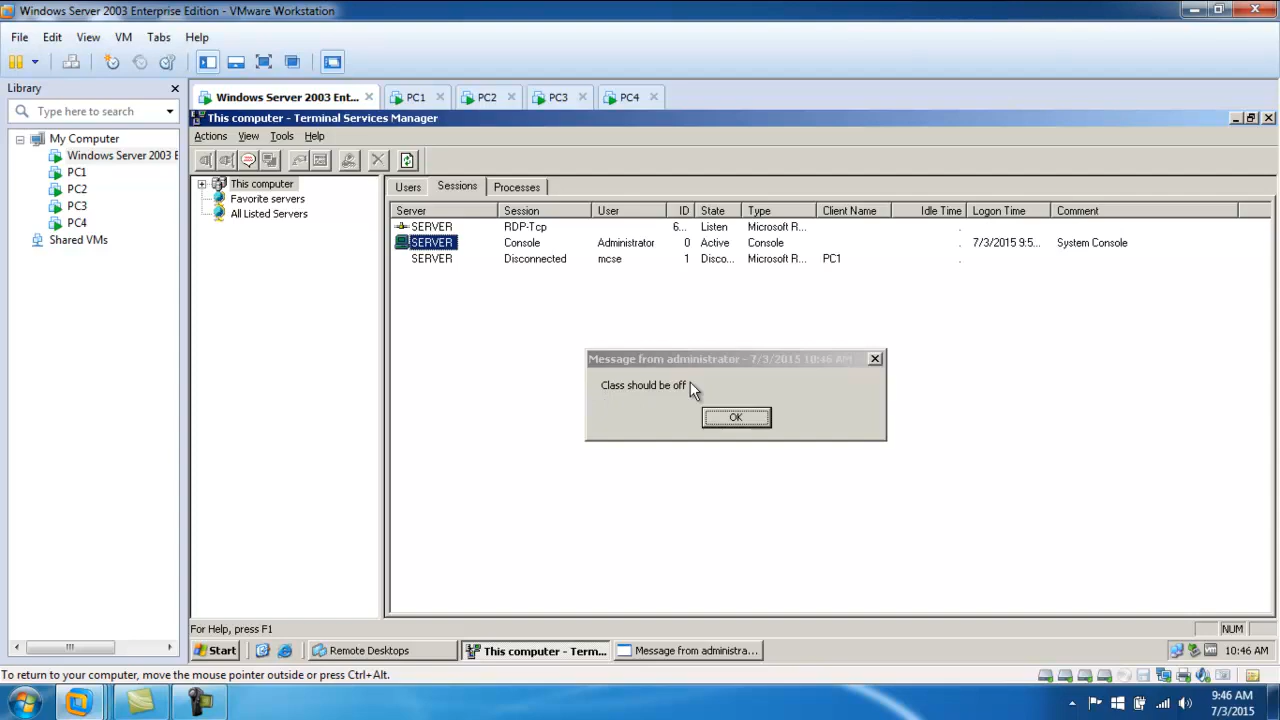 Windows Server 2003 Enterprise Edition - VMware Workstation
File Edit View VM Tabs Help
Library
Type here to search
My Computer
Windows Server 2003 E
PC1
PC2
PC3
PC4
Shared VMs
Windows Server 2003 Ent... PC1 PC2 PC3 PC4
This computer - Terminal Services Manager
Actions View Tools Help
This computer
Favorite servers
All Listed Servers
Users Sessions Processes
Server Session User ID State Type Client Name Idle Time Logon Time Comment
SERVER RDP-Tcp 6... Listen Microsoft R... .
SERVER Console Administrator 0 Active Console . 7/3/2015 9:5... System Console
SERVER Disconnected mcse 1 Disco... Microsoft R... PC1 .
Message from administrator - 7/3/2015 10:46 AM
Class should be off
OK
For Help, press F1
NUM
Start Remote Desktops This computer - Term... Message from administra... 10:46 AM
To return to your computer, move the mouse pointer outside or press Ctrl+Alt.
9:46 AM
7/3/2015